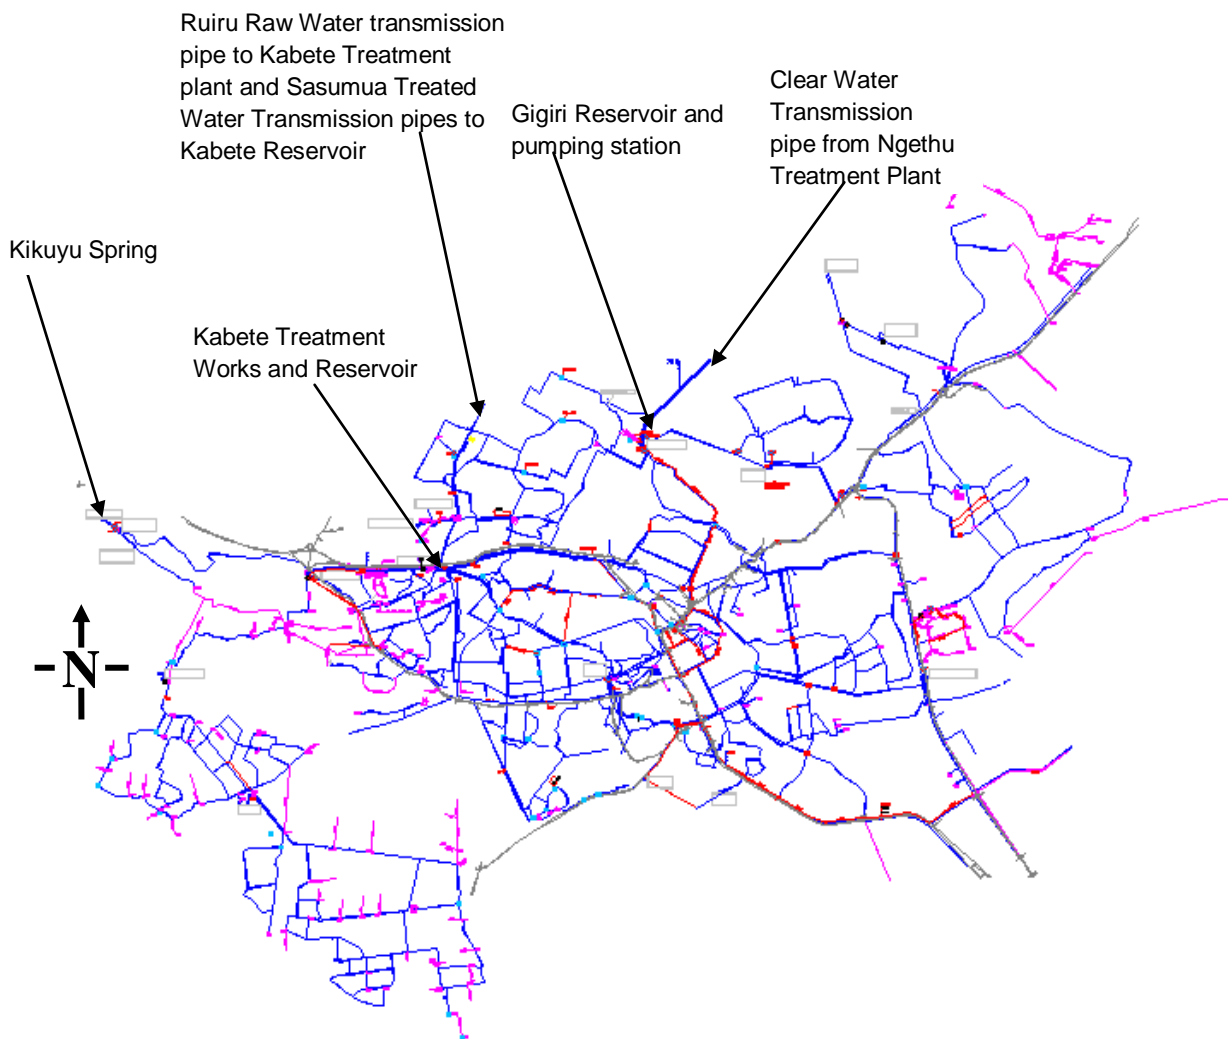 Ruiru Raw Water transmission
pipe to Kabete Treatment
plant and Sasumua Treated
Water Transmission pipes to
Kabete Reservoir
Gigiri Reservoir and
pumping station
Clear Water
Transmission
pipe from Ngethu
Treatment Plant
Kikuyu Spring
Kabete Treatment
Works and Reservoir
N